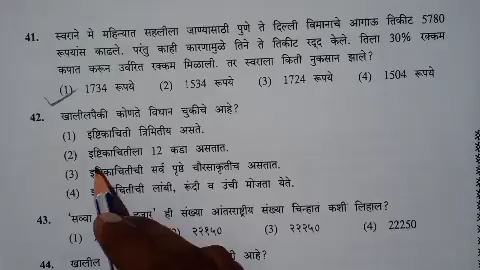 41. स्वराने मे महिन्यात सहलीला जाण्यासाठी पुणे ते दिल्ली विमानाचे आगाऊ तिकीट 5780
रूपयांस काढले. परंतु काही कारणामुळे तिने ते तिकीट रद्द केले. तिला 30% रक्कम
कपात करून उर्वरित रक्कम मिळाली. तर स्वराला किती नुकसान झाले?
(1) 1734 रूपये (2) 1534 रूपये (3) 1724 रूपये (4) 1504 रूपये
42. खालीलपैकी कोणते विधान चुकीचे आहे?
(1) इष्टिकाचिती त्रिमितीय असते.
(2) इष्टिकाचितीला 12 कडा असतात.
(3) इष्टिकाचितीची सर्व पृष्ठे चौरसाकृतीच असतात.
(4) लांबी, रूंदी व उंची मोजता येते.
43. 'सव्वा हजार' ही संख्या आंतरराष्ट्रीय संख्या चिन्हात कशी लिहाल?
(1) २२१५० (3) २२२५० (4) 22250
44. खालील आहे?